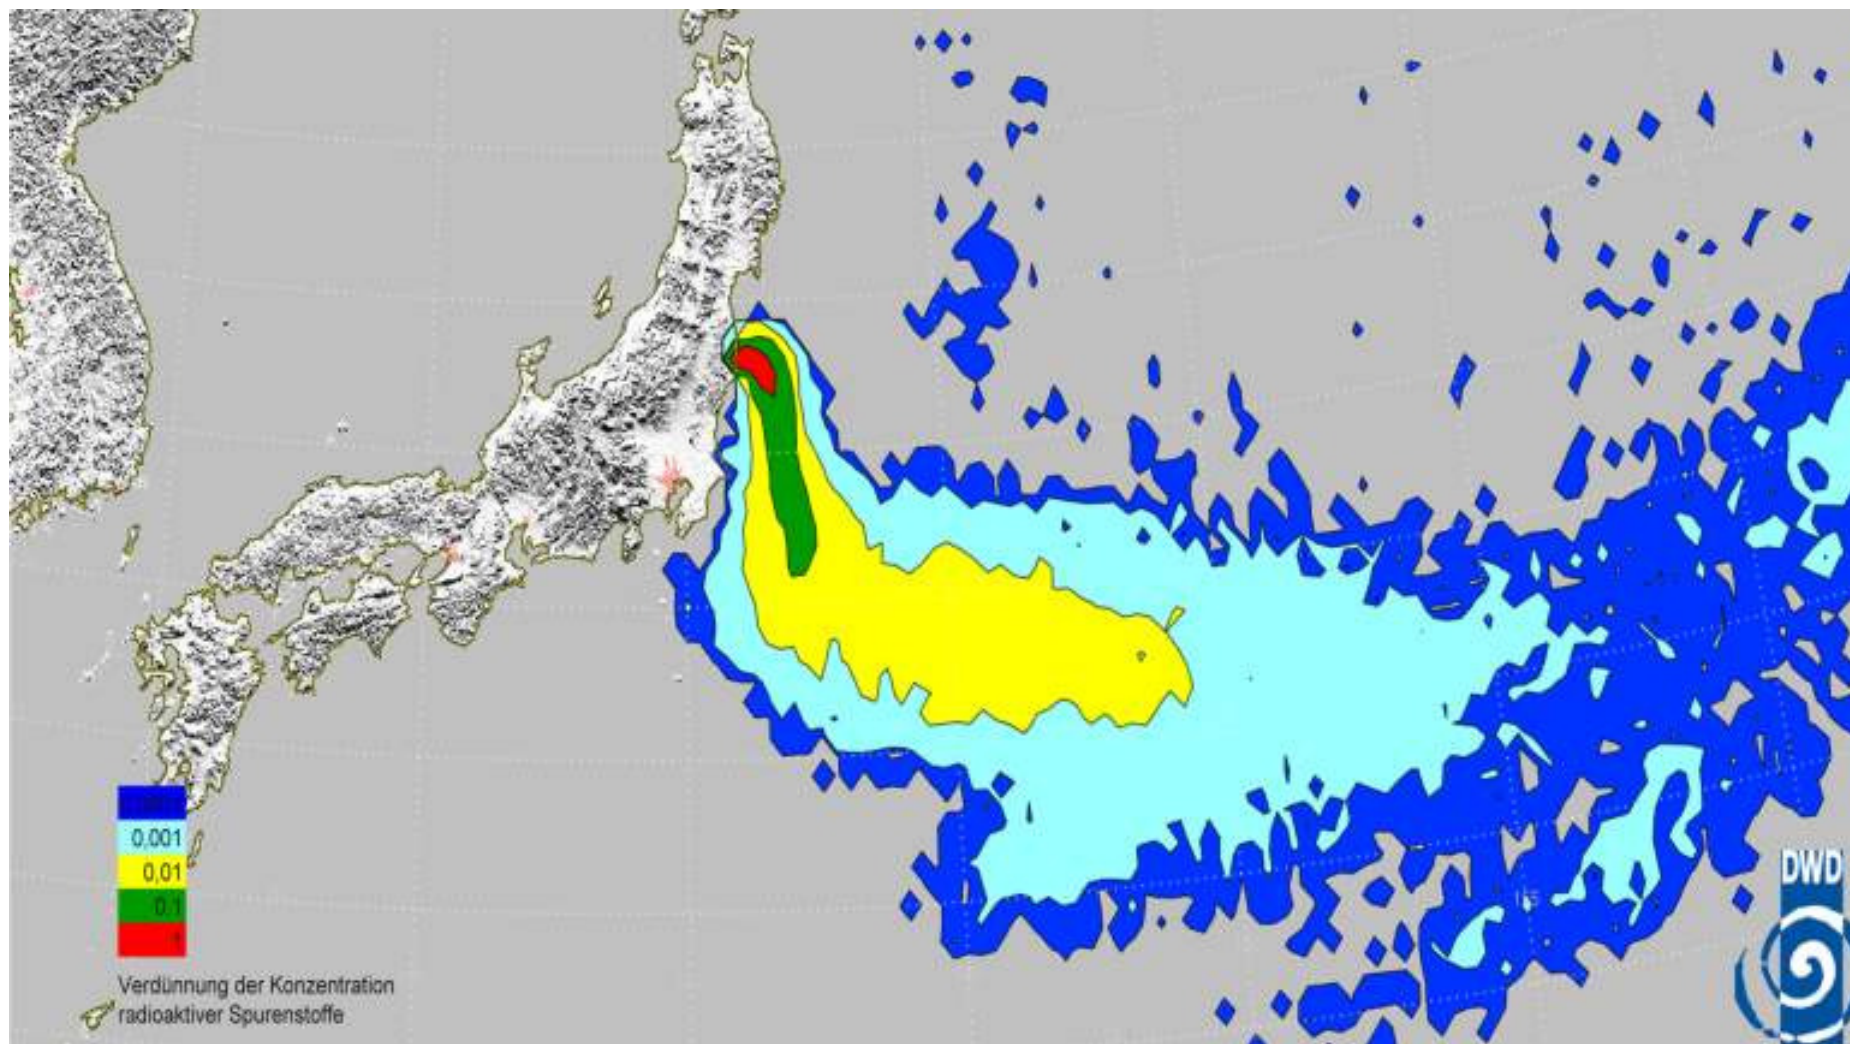 0,001
0,01
0.1
1
Verdünnung der Konzentration
radioaktiver Spurenstoffe
DWD